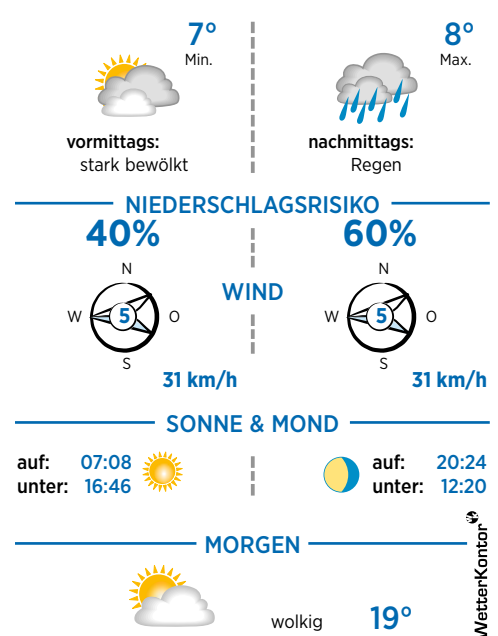 7°
Min.
8°
Max.
vormittags:
stark bewölkt
nachmittags:
Regen
NIEDERSCHLAGSRISIKO
40%
60%
WIND
N
W
5
O
S
31 km/h
N
W
5
O
S
31 km/h
SONNE & MOND
auf: 07:08
unter: 16:46
auf: 20:24
unter: 12:20
MORGEN
wolkig 19°
WetterKontor